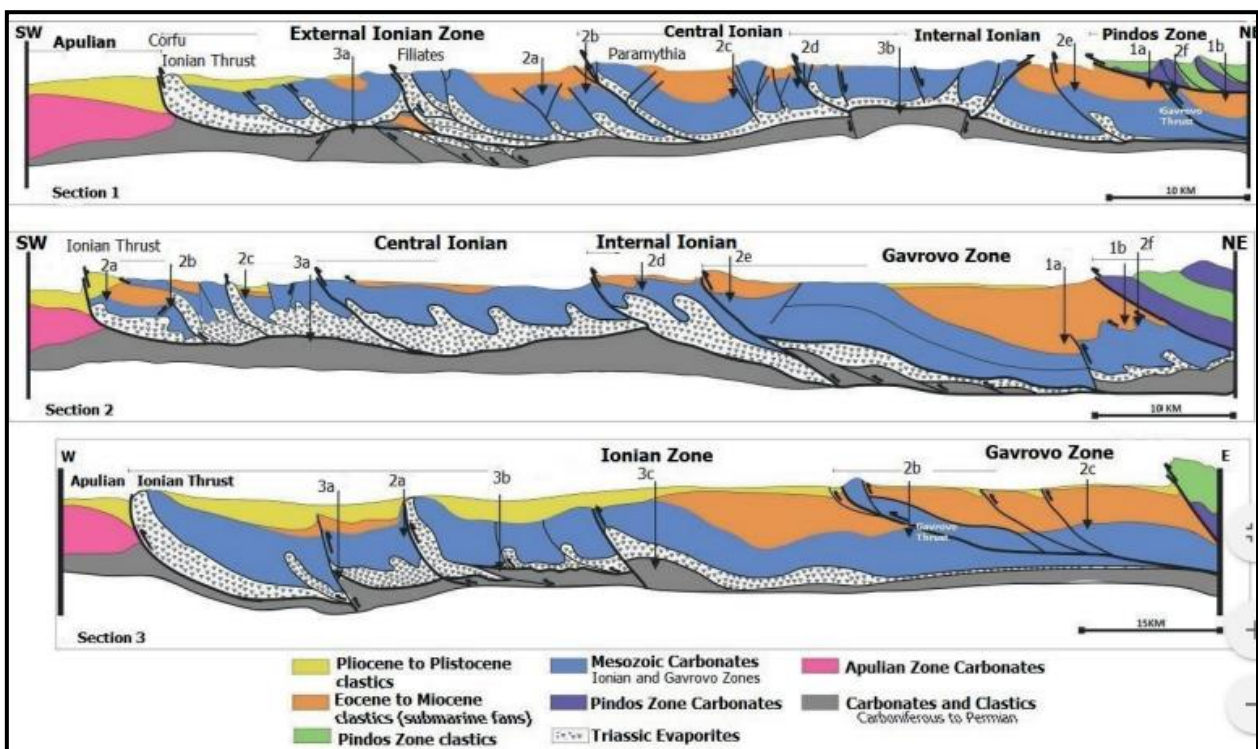 SW
Apulian
Corfu
Ionian Thrust
External Ionian Zone
3a
Filiates
2a
2b
Paramythia
Central Ionian
2c
2d
3b
Internal Ionian
2e
Pindos Zone
1a
2f
1b
NE
Gavrovo
Thrust
Section 1
10 KM
SW
Ionian Thrust
2a
2b
2c
3a
Central Ionian
Internal Ionian
2d
2e
Gavrovo Zone
1a
1b
2f
NE
Section 2
10 KM
W
Apulian
Ionian Thrust
3a
2a
3b
Ionian Zone
3c
2b
Gavrovo
Thrust
Gavrovo Zone
2c
E
Section 3
15KM
Pliocene to Plistocene
clastics
Eocene to Miocene
clastics (submarine fans)
Pindos Zone clastics
Mesozoic Carbonates
Ionian and Gavrovo Zones
Pindos Zone Carbonates
Triassic Evaporites
Apulian Zone Carbonates
Carbonates and Clastics
Carboniferous to Permian